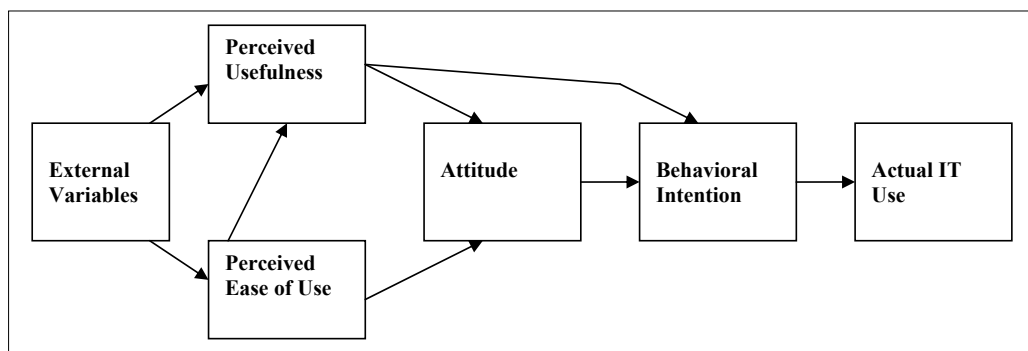 Perceived
Usefulness
External
Variables
Attitude
Behavioral
Intention
Actual IT
Use
Perceived
Ease of Use